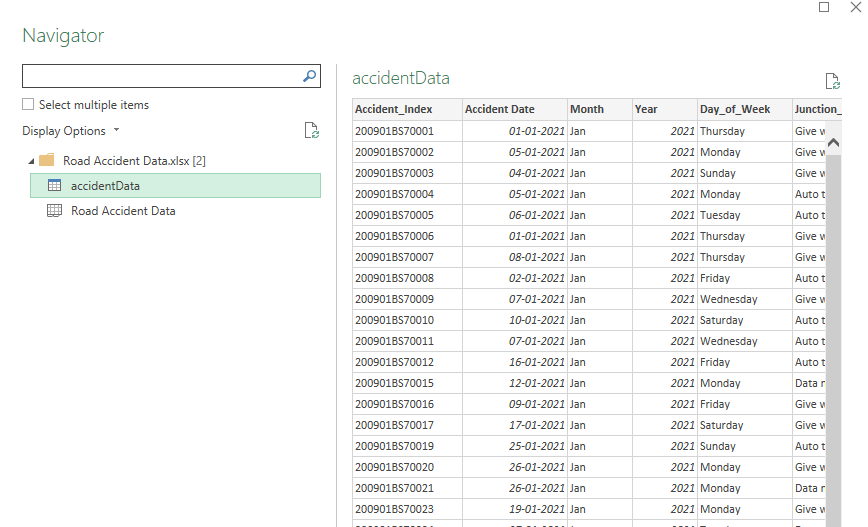 Navigator
Select multiple items
Display Options
Road Accident Data.xlsx [2]
accidentData
Road Accident Data
accidentData
Accident_Index Accident Date Month Year Day_of_Week Junction_
200901BS70001 01-01-2021 Jan 2021 Thursday Give w
200901BS70002 05-01-2021 Jan 2021 Monday Give w
200901BS70003 04-01-2021 Jan 2021 Sunday Give w
200901BS70004 05-01-2021 Jan 2021 Monday Auto t
200901BS70005 06-01-2021 Jan 2021 Tuesday Auto t
200901BS70006 01-01-2021 Jan 2021 Thursday Give w
200901BS70007 08-01-2021 Jan 2021 Thursday Give w
200901BS70008 02-01-2021 Jan 2021 Friday Auto t
200901BS70009 07-01-2021 Jan 2021 Wednesday Give w
200901BS70010 10-01-2021 Jan 2021 Saturday Auto t
200901BS70011 07-01-2021 Jan 2021 Wednesday Auto t
200901BS70012 16-01-2021 Jan 2021 Friday Auto t
200901BS70015 12-01-2021 Jan 2021 Monday Data n
200901BS70016 09-01-2021 Jan 2021 Friday Give w
200901BS70017 17-01-2021 Jan 2021 Saturday Give w
200901BS70019 25-01-2021 Jan 2021 Sunday Auto t
200901BS70020 26-01-2021 Jan 2021 Monday Give w
200901BS70021 26-01-2021 Jan 2021 Monday Data n
200901BS70023 19-01-2021 Jan 2021 Monday Give w